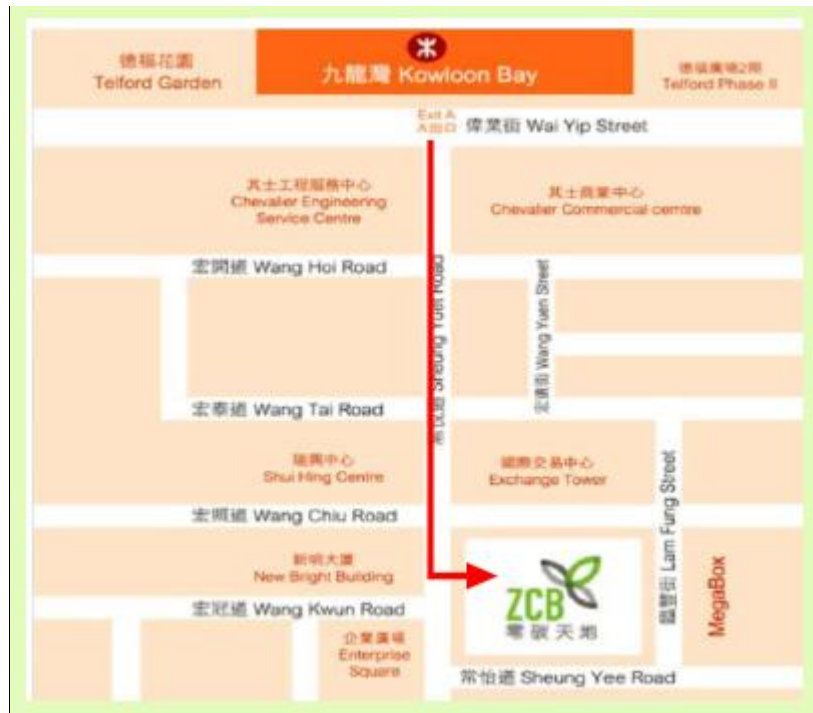 德福花園
Telford Garden
九龍灣 Kowloon Bay
德福廣場2期
Telford Phase II
Exit A
A出口
偉業街 Wai Yip Street
其士工程服務中心
Chevalier Engineering
Service Centre
其士商業中心
Chevalier Commercial centre
宏開道 Wang Hoi Road
Sheung Yuet Road
Wang Yuen Street
宏泰道 Wang Tai Road
瑞興中心
Shui Hing Centre
國際交易中心
Exchange Tower
臨豐街 Lam Fung Street
宏照道 Wang Chiu Road
新明大廈
New Bright Building
MegaBox
ZCB
零碳天地
宏冠道 Wang Kwun Road
企業廣場
Enterprise
Square
常怡道 Sheung Yee Road